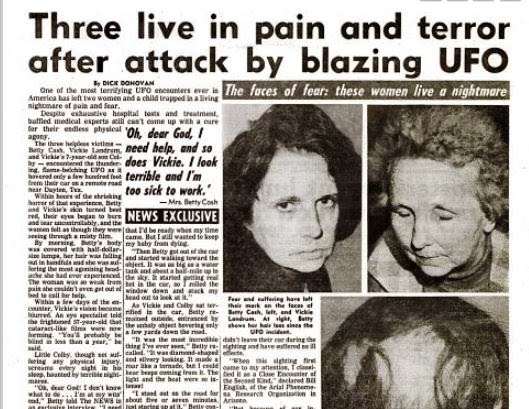 Three live in pain and terror
after attack by blazing UFO
By DICK DONOVAN
One of the most terrifying UFO encounters ever in
America has left two women and a child trapped in a living
nightmare of pain and fear.
Despite exhaustive hospital tests and treatment,
baffled medical experts still can't come up with a cure
for their endless physical
agony.
The three helpless victims —
Betty Cash, Vickie Landrum,
and Vickie's 7-year-old son Col-
by — encountered the thunder-
ing, flame-belching UFO as it
hovered only a few hundred feet
from their car on a remote road
near Dayton, Tex.
Within hours of the shrieking
horror of that experience, Betty
and Vickie's skin turned beet
red, their eyes began to burn
and tear uncontrollably, and the
women felt as though they were
seeing through a misty film.
By morning, Betty's body
was covered with half-dollar-
size lumps, her hair was falling
out in handfuls and she was suf-
fering the most agonizing head-
ache she had ever experienced.
The woman was so weak from
pain she couldn't even get out of
bed to call for help.
Within a few days of the en-
counter, Vickie's vision became
blurred. An eye specialist told
the frightened 57-year-old that
cataract-like films were now
forming. "You'll probably be
blind in less than a year," he
said.
Little Colby, though not suf-
fering any physical injury,
screams every night in his
sleep, haunted by terrible night-
mares.
"Oh, dear God! I don't know
what to do . . . I'm at my wits'
end," Betty told The NEWS in
an exclusive interview. "I need
'Oh, dear God, I
need help, and so
does Vickie. I look
terrible and I'm
too sick to work.'
— Mrs. Betty Cash
NEWS EXCLUSIVE
that I'd be ready when my time
came. But I still wanted to keep
my baby from dying.
"Then Betty got out of the car
and started walking toward the
object. It was as big as a water
tank and about a half-mile up in
the sky. It started getting real
hot in the car, so I rolled the
window down and stuck my
head out to look at it."
As Vickie and Colby sat ter-
rified in the car, Betty re-
mained outside, entranced by
the unholy object hovering only
a few yards down the road.
"It was the most incredible
thing I've ever seen," Betty re-
called. "It was diamond-shaped
and silvery looking. It made a
roar like a tornado, but I could
hear beeps coming from it. The
light and the heat were so in-
tense.
"I stood out on the road for
about five or seven minutes,
just staring up at it," Betty con-
The faces of fear: these women live a nightmare
Fear and suffering have left
their mark on the faces of
Betty Cash, left, and Vickie
Landrum. At right, Betty
shows her hair loss since the
UFO incident.
didn't leave their car during the
sighting and have suffered no ill
effects.
"When this sighting first
came to my attention, I classi-
fied it as a Close Encounter of
the Second Kind," declared Bill
English, of the Arial Phenome-
na Research Organization in
Arizona.